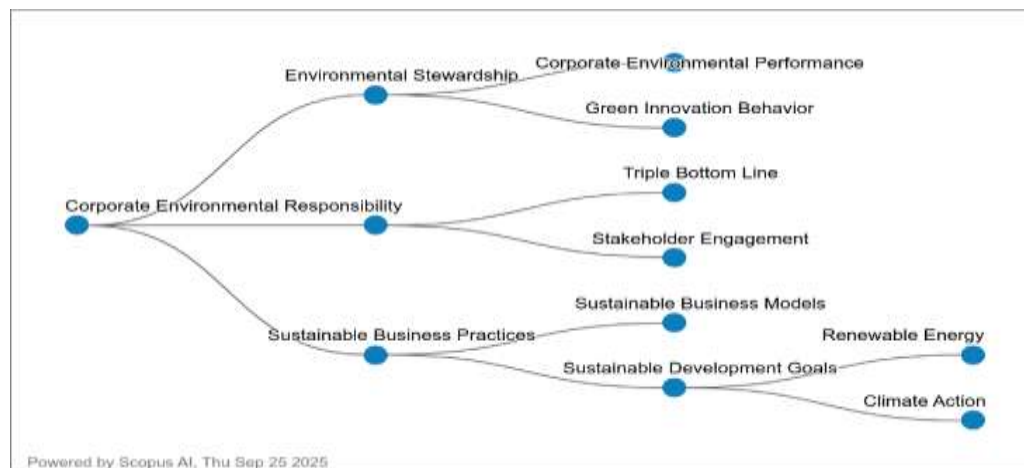 Corporate Environmental Performance
Environmental Stewardship
Green Innovation Behavior
Triple Bottom Line
Corporate Environmental Responsibility
Stakeholder Engagement
Sustainable Business Models
Sustainable Business Practices
Renewable Energy
Sustainable Development Goals
Climate Action
Powered by Scopus AI, Thu Sep 25 2025